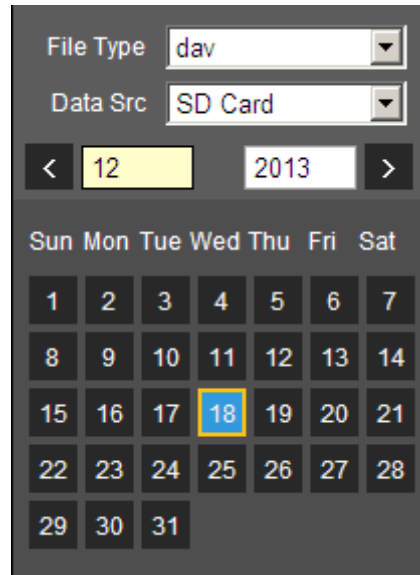 File Type dav
Data Src SD Card
< 12 2013 >
Sun Mon Tue Wed Thu Fri Sat
1 2 3 4 5 6 7
8 9 10 11 12 13 14
15 16 17 18 19 20 21
22 23 24 25 26 27 28
29 30 31